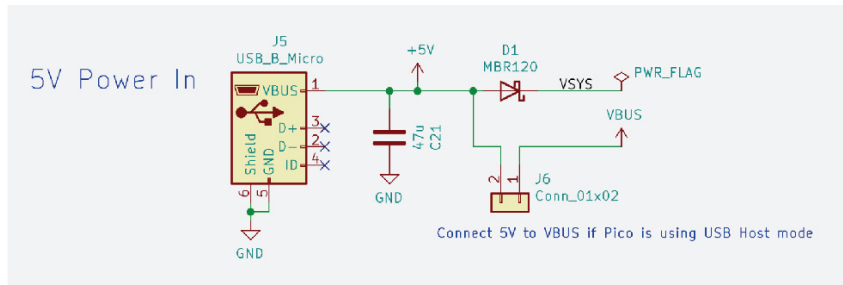 5V Power In
J5
USB_B_Micro
VBUS 1
D+ 3
D- 2
ID 4
Shield
GND
6
5
GND
+5V
47u
C21
GND
D1
MBR120
VSYS
PWR_FLAG
VBUS
2
1
J6
Conn_01x02
Connect 5V to VBUS if Pico is using USB Host mode